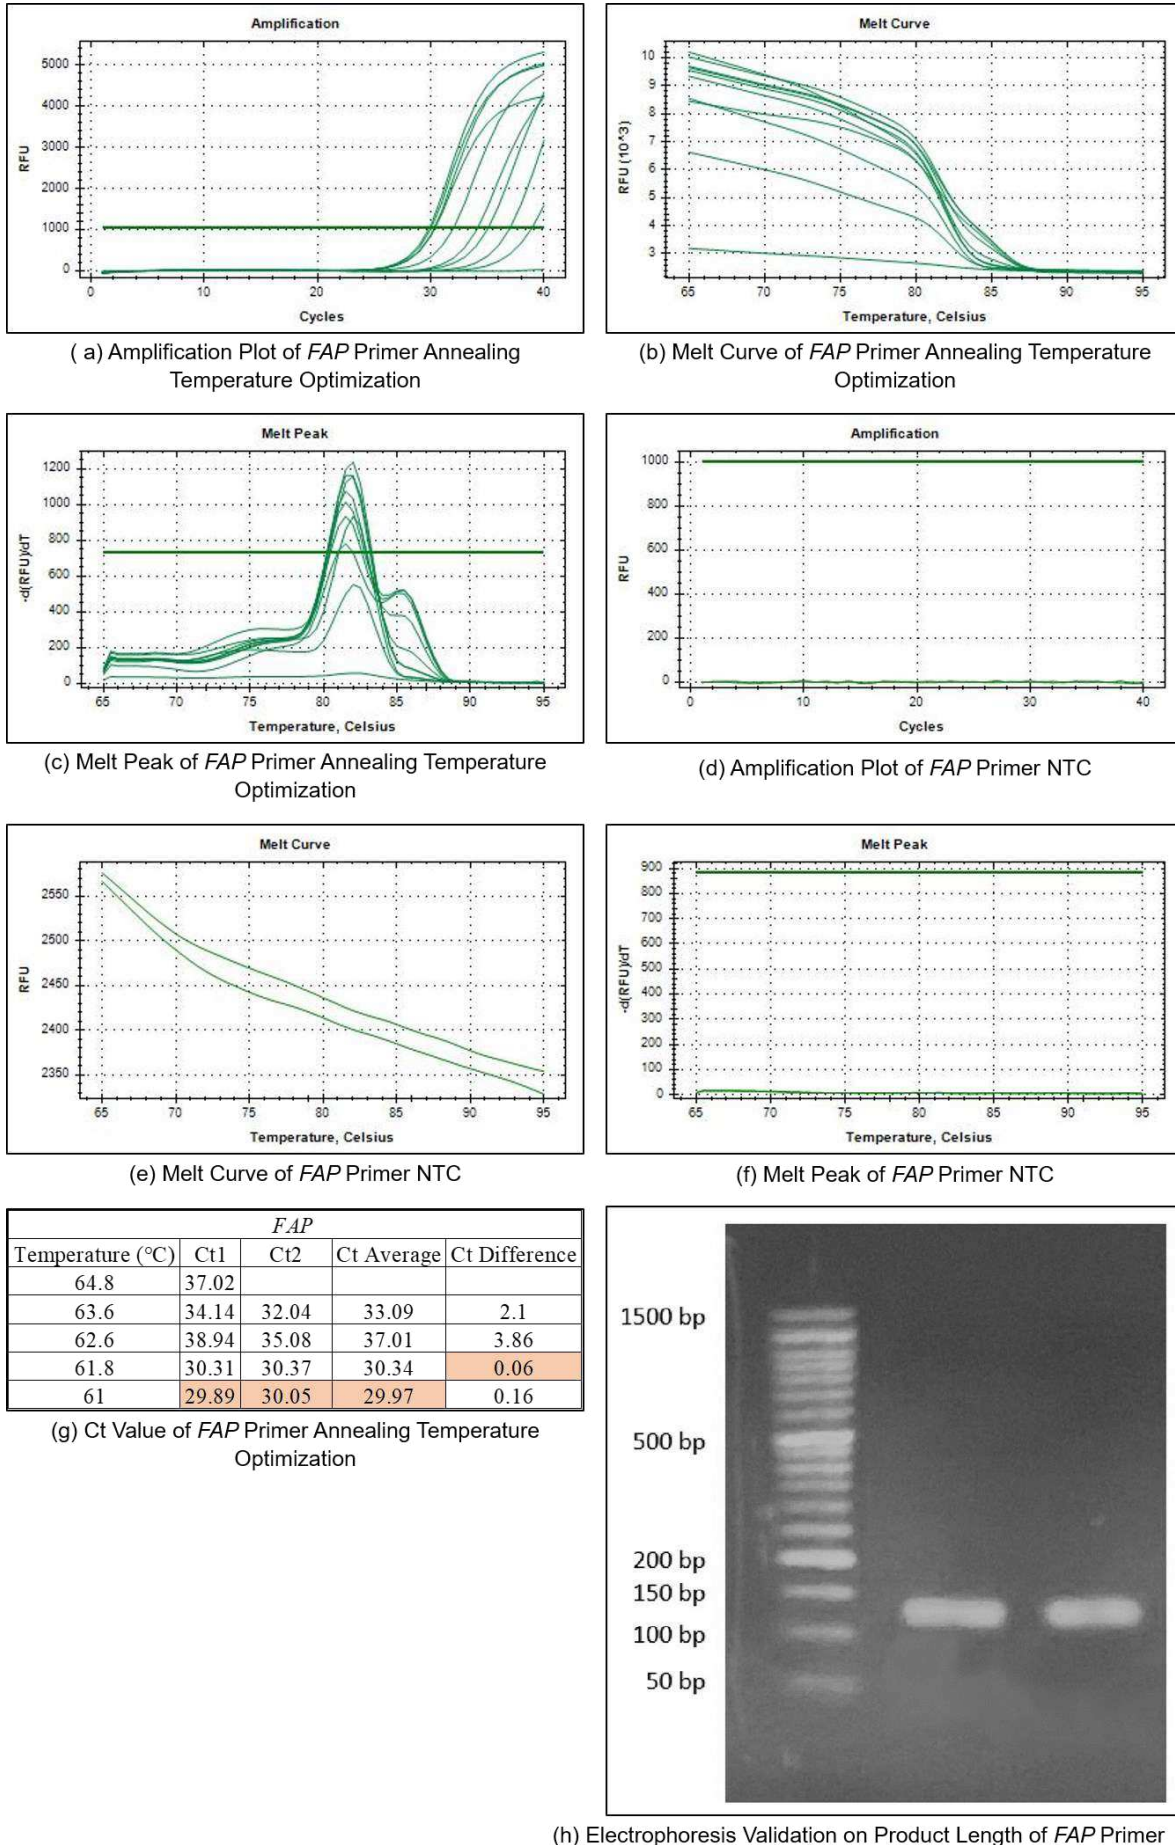 Amplification
RFU
5000
4000
3000
2000
1000
0
0 10 20 30 40
Cycles
( a) Amplification Plot of FAP Primer Annealing
Temperature Optimization
Melt Curve
RFU (10^3)
10
9
8
7
6
5
4
3
65 70 75 80 85 90 95
Temperature, Celsius
(b) Melt Curve of FAP Primer Annealing Temperature
Optimization
Melt Peak
-d(RFU)/dT
1200
1000
800
600
400
200
0
65 70 75 80 85 90 95
Temperature, Celsius
(c) Melt Peak of FAP Primer Annealing Temperature
Optimization
Amplification
RFU
1000
800
600
400
200
0
0 10 20 30 40
Cycles
(d) Amplification Plot of FAP Primer NTC
Melt Curve
RFU
2550
2500
2450
2400
2350
65 70 75 80 85 90 95
Temperature, Celsius
(e) Melt Curve of FAP Primer NTC
Melt Peak
-d(RFU)/dT
900
800
700
600
500
400
300
200
100
0
65 70 75 80 85 90 95
Temperature, Celsius
(f) Melt Peak of FAP Primer NTC
FAP
Temperature (°C) Ct1 Ct2 Ct Average Ct Difference
64.8 37.02
63.6 34.14 32.04 33.09 2.1
62.6 38.94 35.08 37.01 3.86
61.8 30.31 30.37 30.34 0.06
61 29.89 30.05 29.97 0.16
(g) Ct Value of FAP Primer Annealing Temperature
Optimization
1500 bp
500 bp
200 bp
150 bp
100 bp
50 bp
(h) Electrophoresis Validation on Product Length of FAP Primer